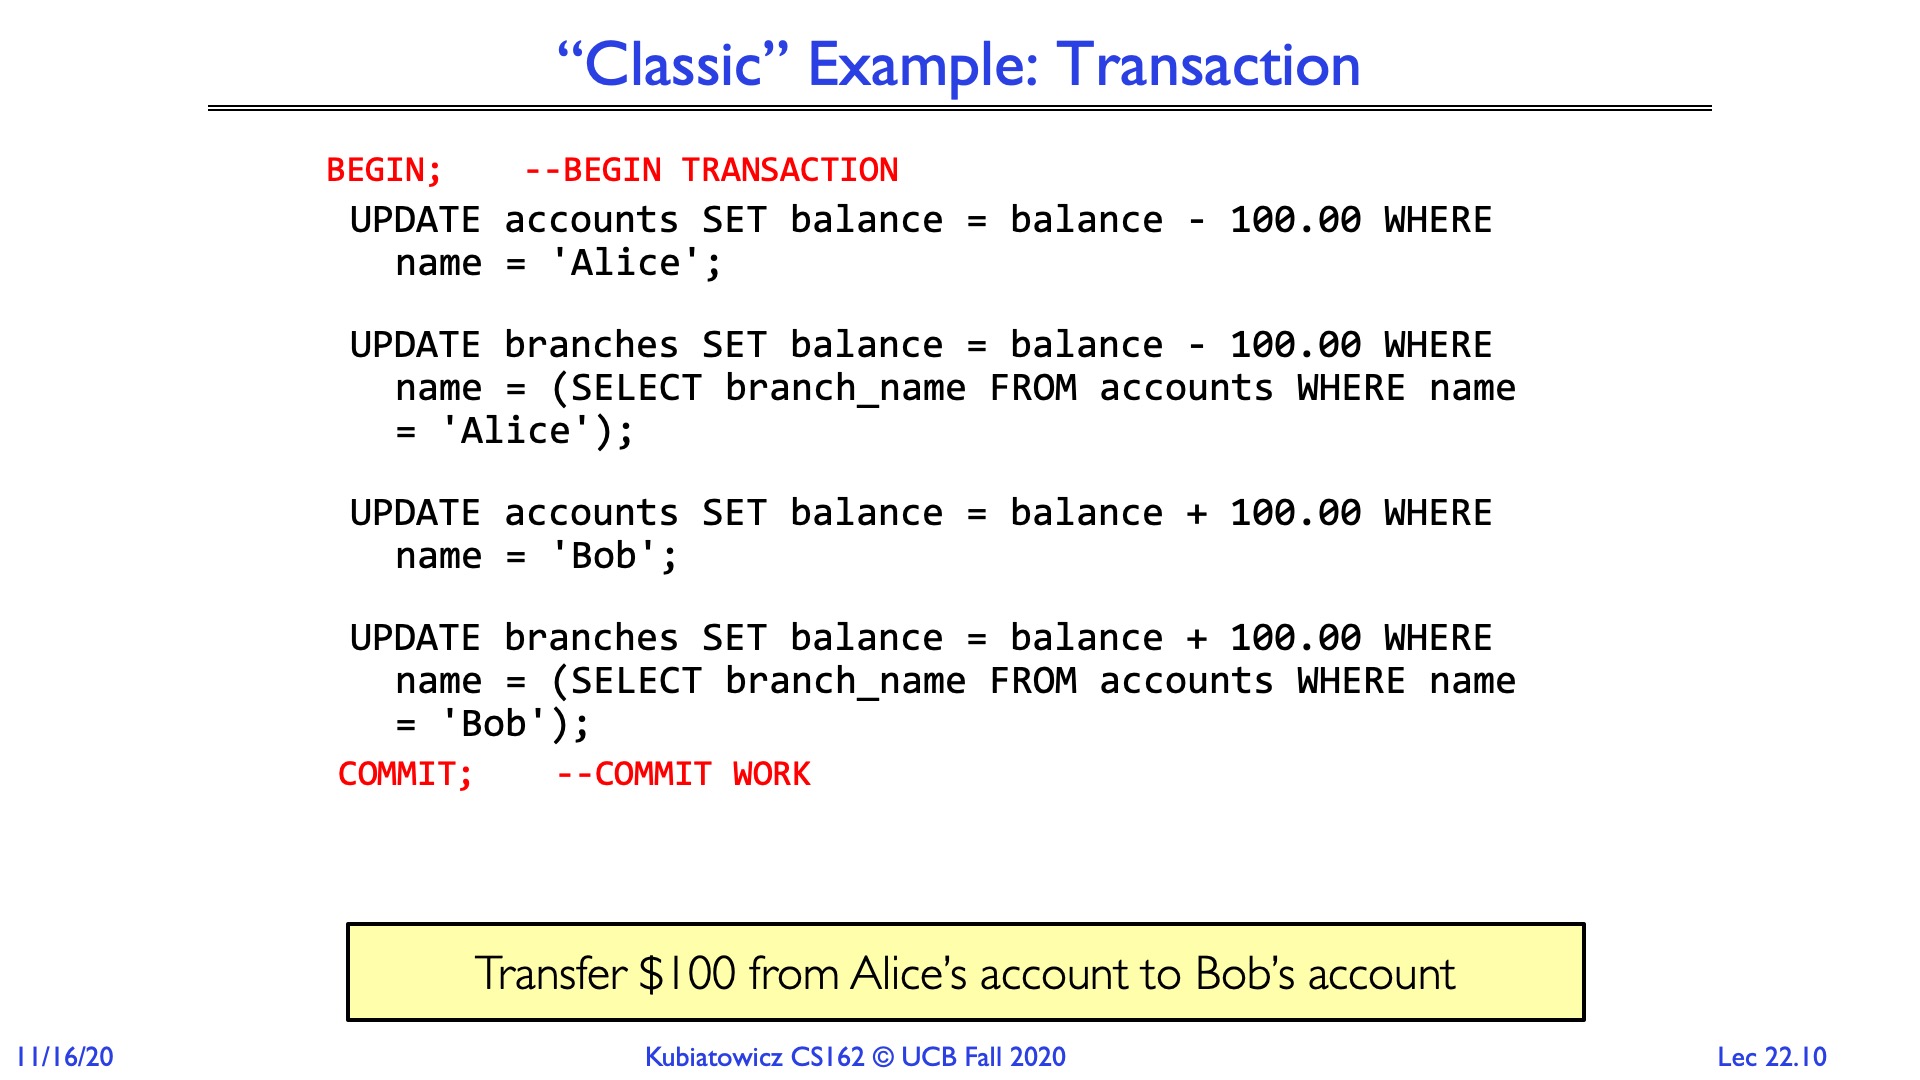 “Classic” Example: Transaction
BEGIN;    --BEGIN TRANSACTION
UPDATE accounts SET balance = balance - 100.00 WHERE
name = 'Alice';
UPDATE branches SET balance = balance - 100.00 WHERE
name = (SELECT branch_name FROM accounts WHERE name
= 'Alice');
UPDATE accounts SET balance = balance + 100.00 WHERE
name = 'Bob';
UPDATE branches SET balance = balance + 100.00 WHERE
name = (SELECT branch_name FROM accounts WHERE name
= 'Bob');
COMMIT;    --COMMIT WORK
Transfer $100 from Alice’s account to Bob’s account
11/16/20 Kubiatowicz CS162 © UCB Fall 2020 Lec 22.10